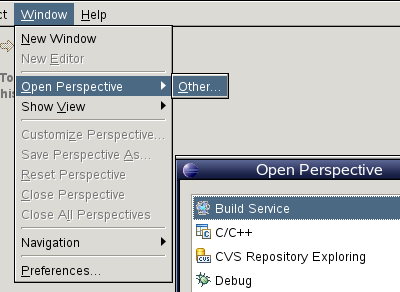 ct Window Help
New Window
New Editor
To
this
Open Perspective
Other...
Show View
Customize Perspective...
Save Perspective As...
Reset Perspective
Close Perspective
Close All Perspectives
Navigation
Preferences...
Open Perspective
Build Service
C/C++
CVS Repository Exploring
Debug